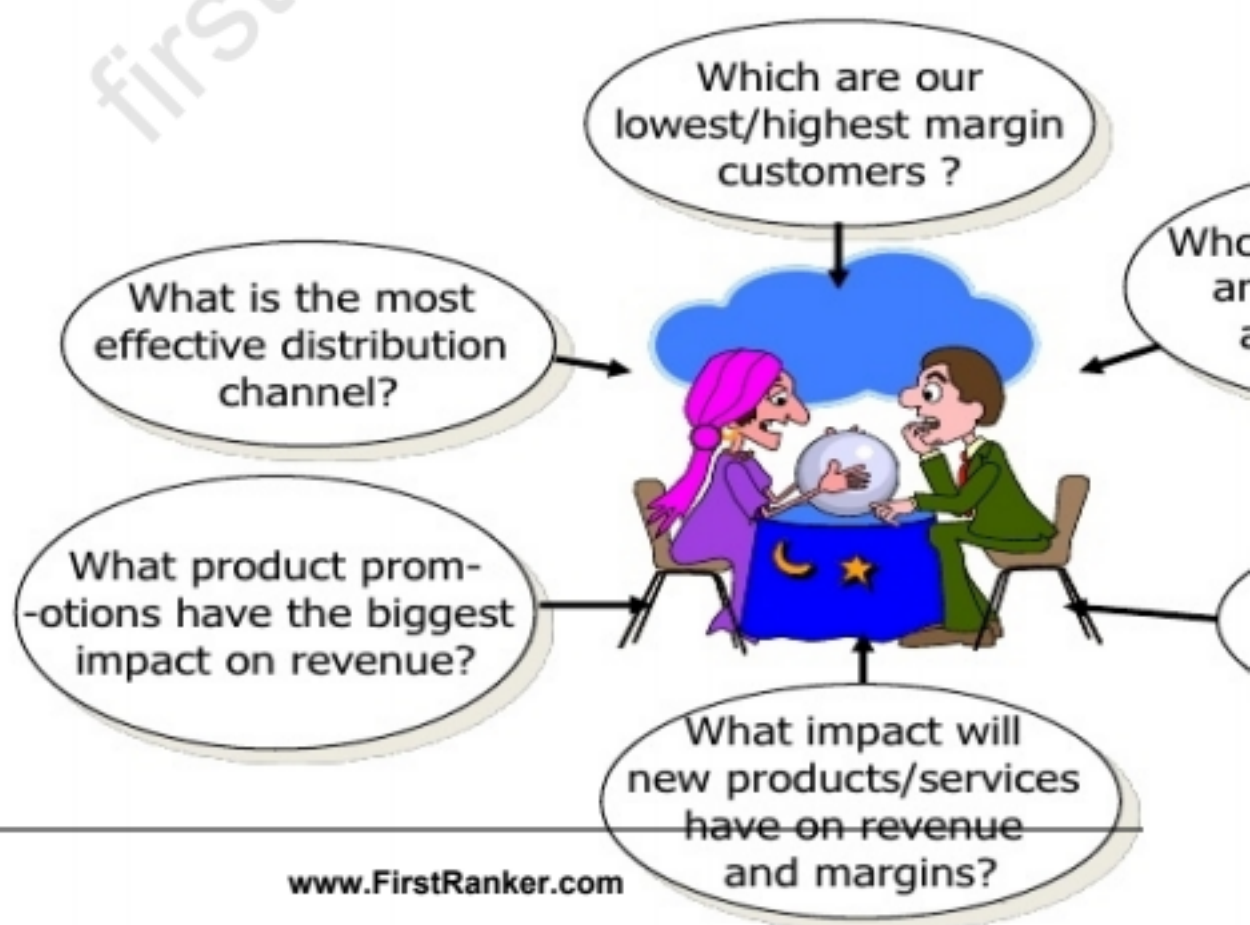 Which are our
lowest/highest margin
customers ?
What is the most
effective distribution
channel?
What product prom-
-otions have the biggest
impact on revenue?
What impact will
new products/services
have on revenue
and margins?
www.FirstRanker.com